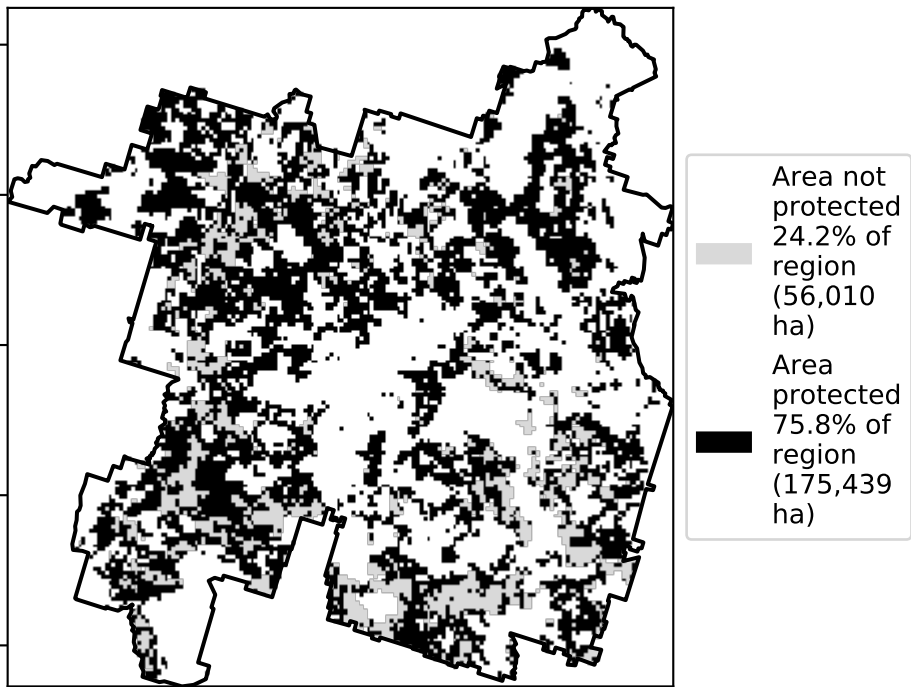 Area not
protected
24.2% of
region
(56,010
ha)
Area
protected
75.8% of
region
(175,439
ha)